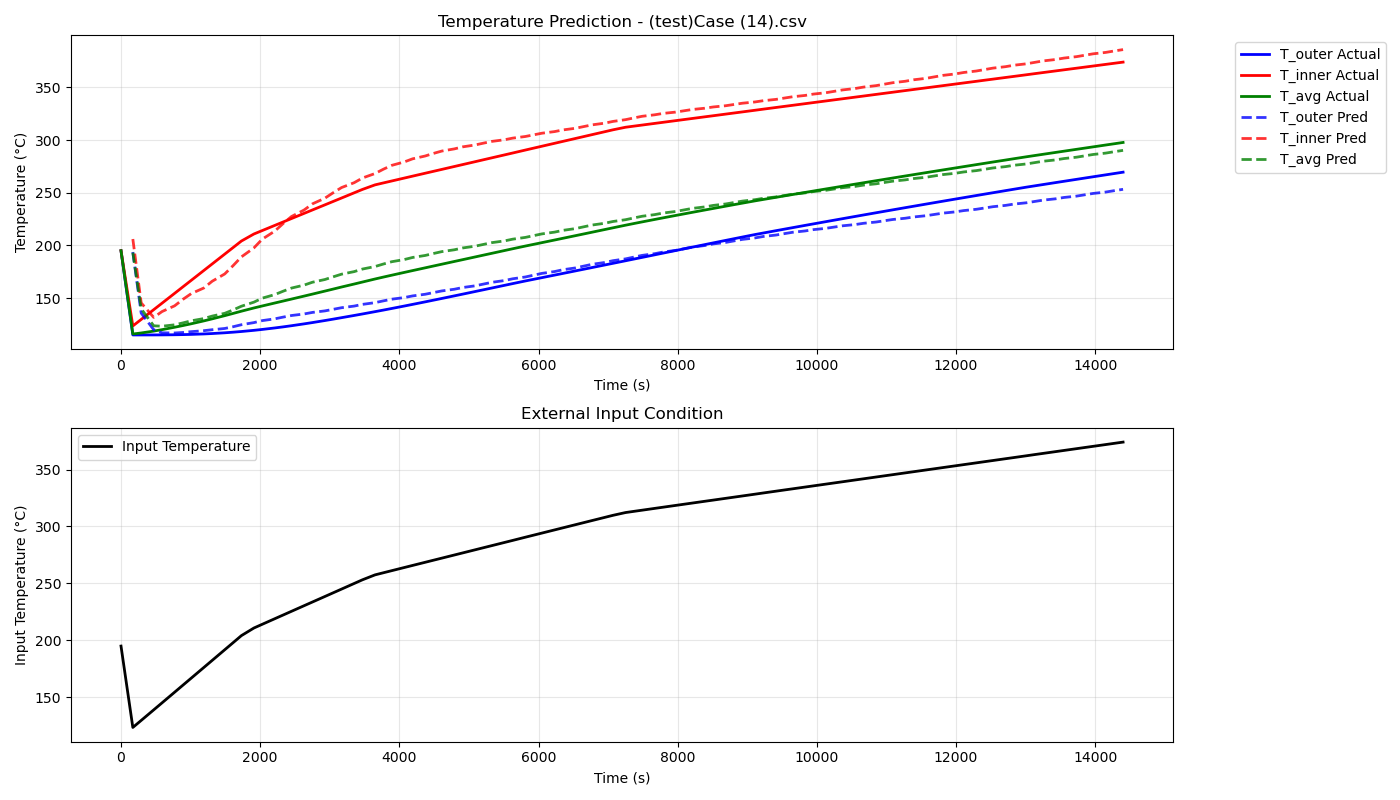 Temperature Prediction - (test)Case (14).csv
Temperature (°C)
350
300
250
200
150
0 2000 4000 6000 8000 10000 12000 14000
Time (s)
T_outer Actual
T_inner Actual
T_avg Actual
T_outer Pred
T_inner Pred
T_avg Pred
External Input Condition
Input Temperature
Input Temperature (°C)
350
300
250
200
150
0 2000 4000 6000 8000 10000 12000 14000
Time (s)